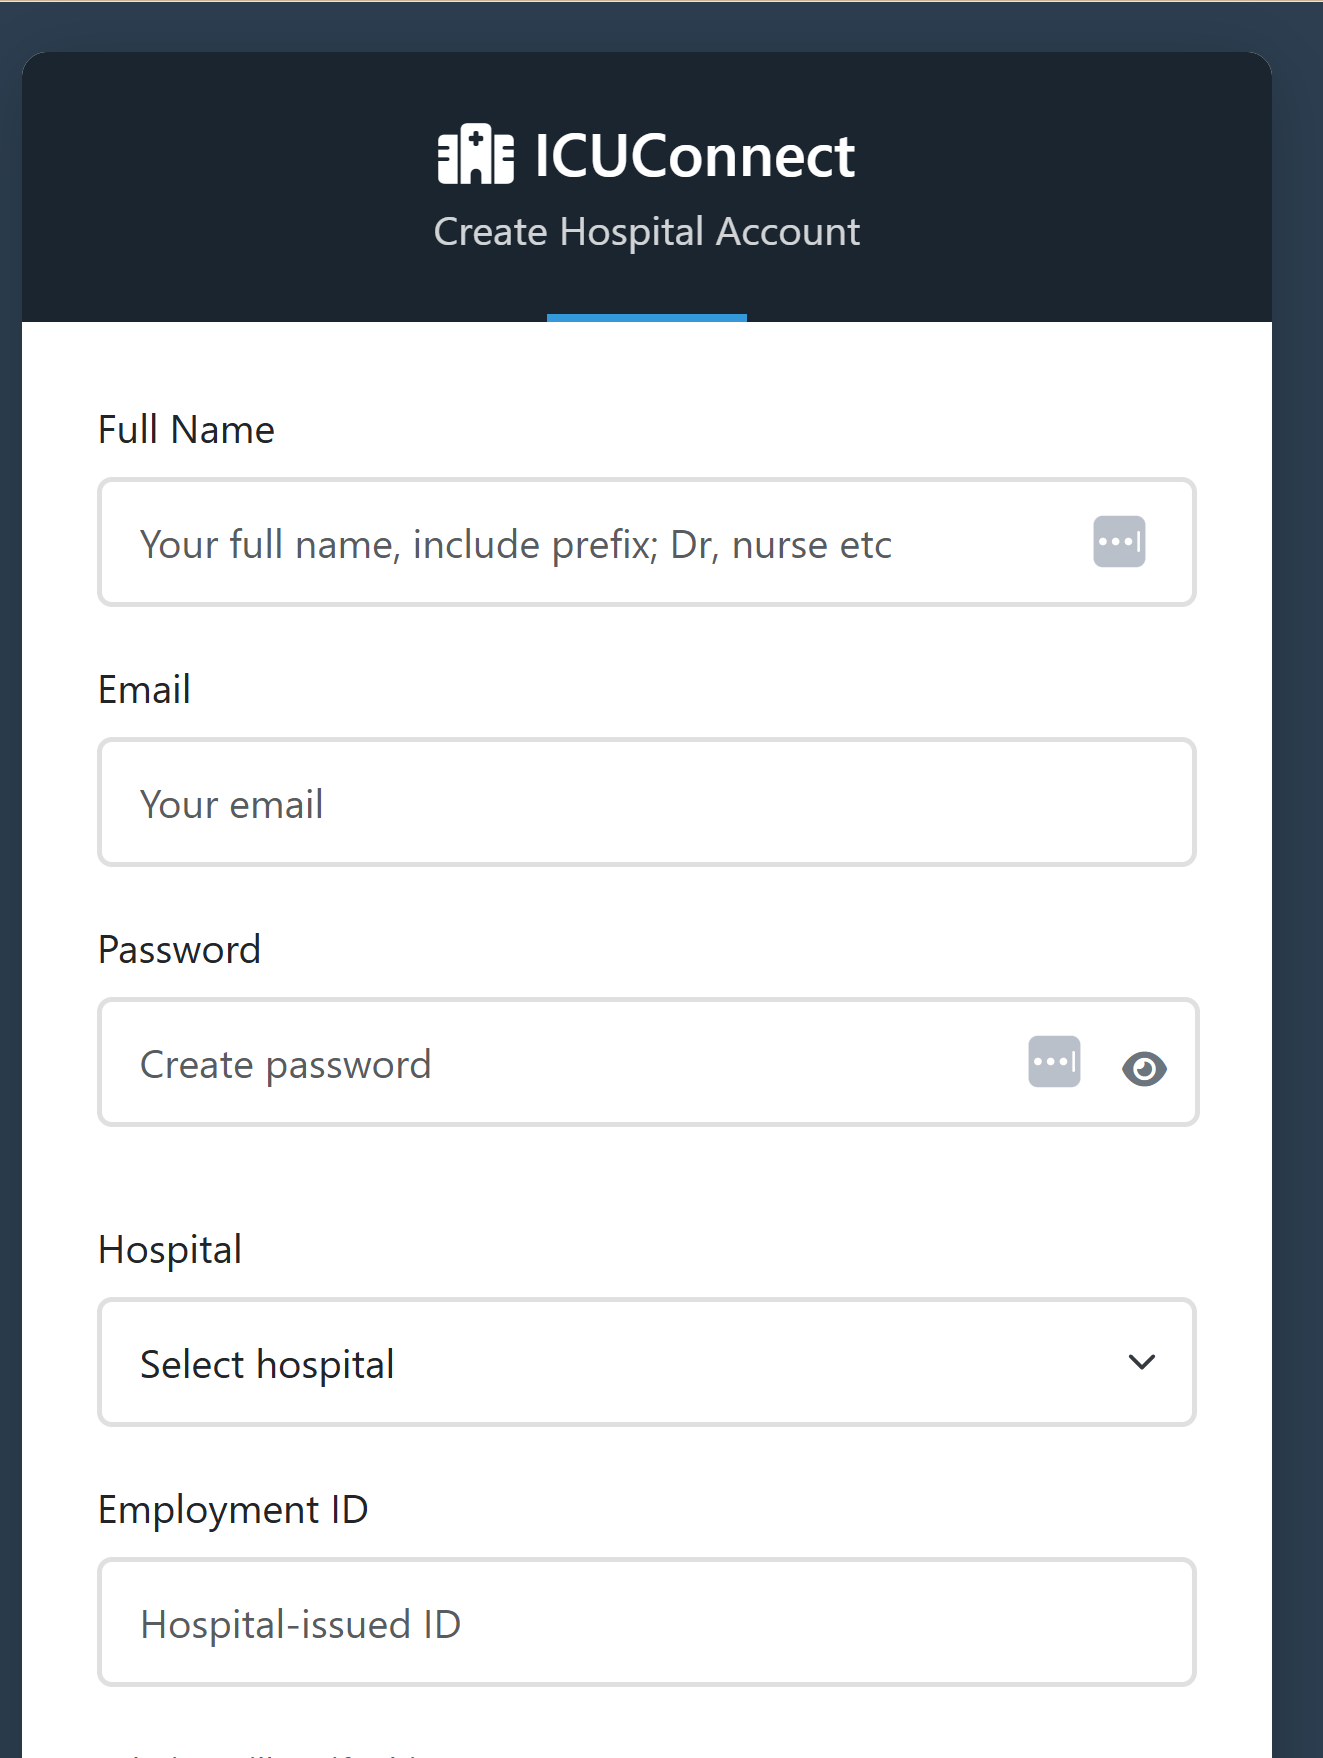 ICUConnect
Create Hospital Account
Full Name
Your full name, include prefix; Dr, nurse etc
Email
Your email
Password
Create password
Hospital
Select hospital
Employment ID
Hospital-issued ID